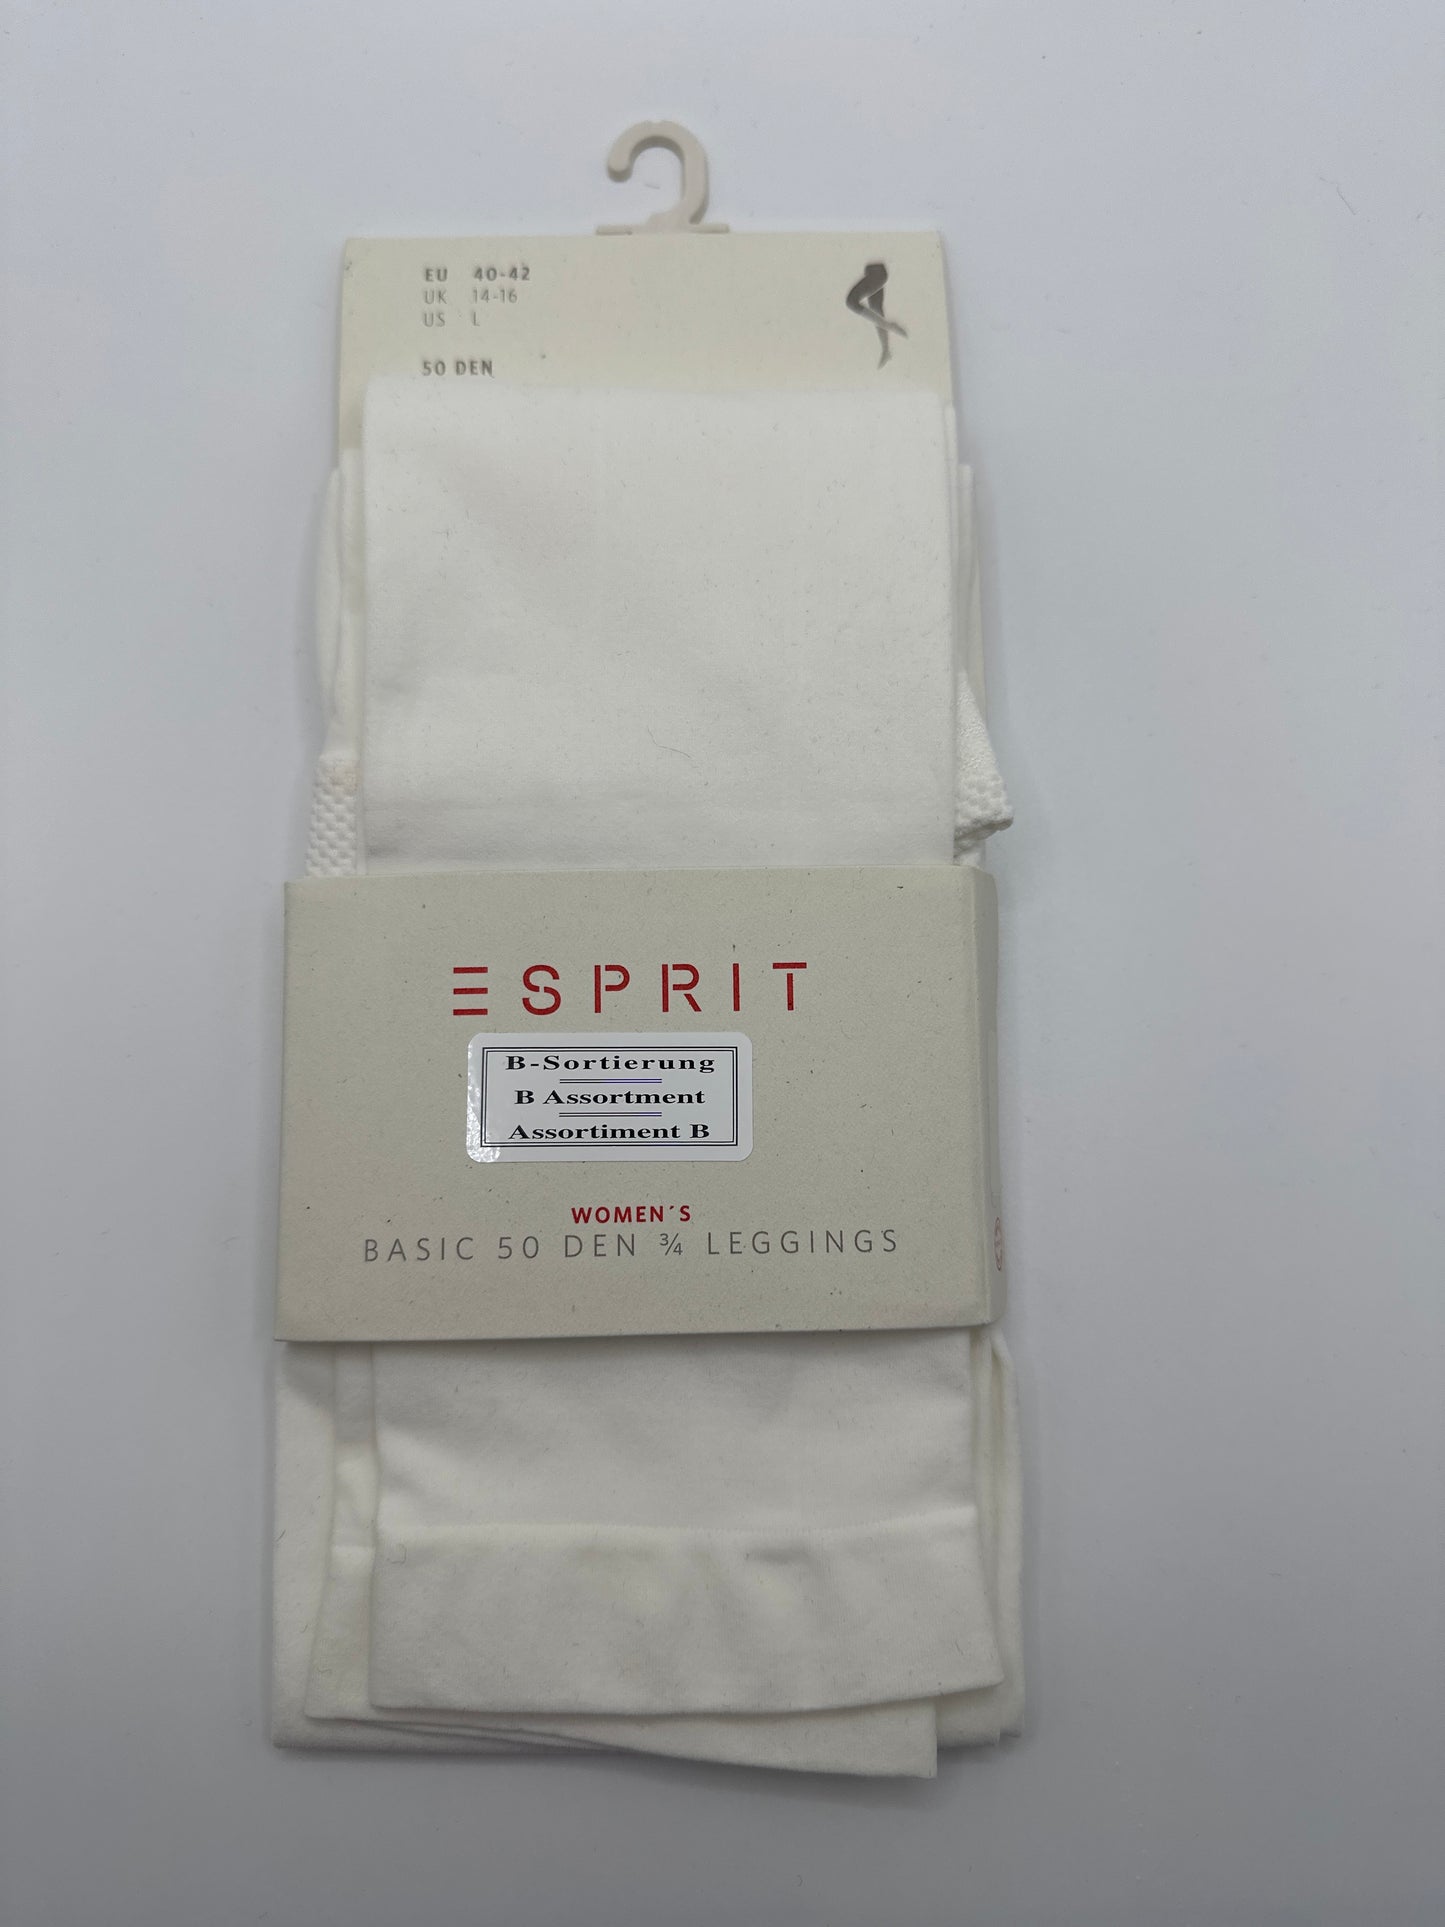 EU 40-42
UK 14-16
US L
50 DEN
ESPRIT
B-Sortierung
B Assortment
Assortiment B
WOMEN´S
BASIC 50 DEN ¾ LEGGINGS